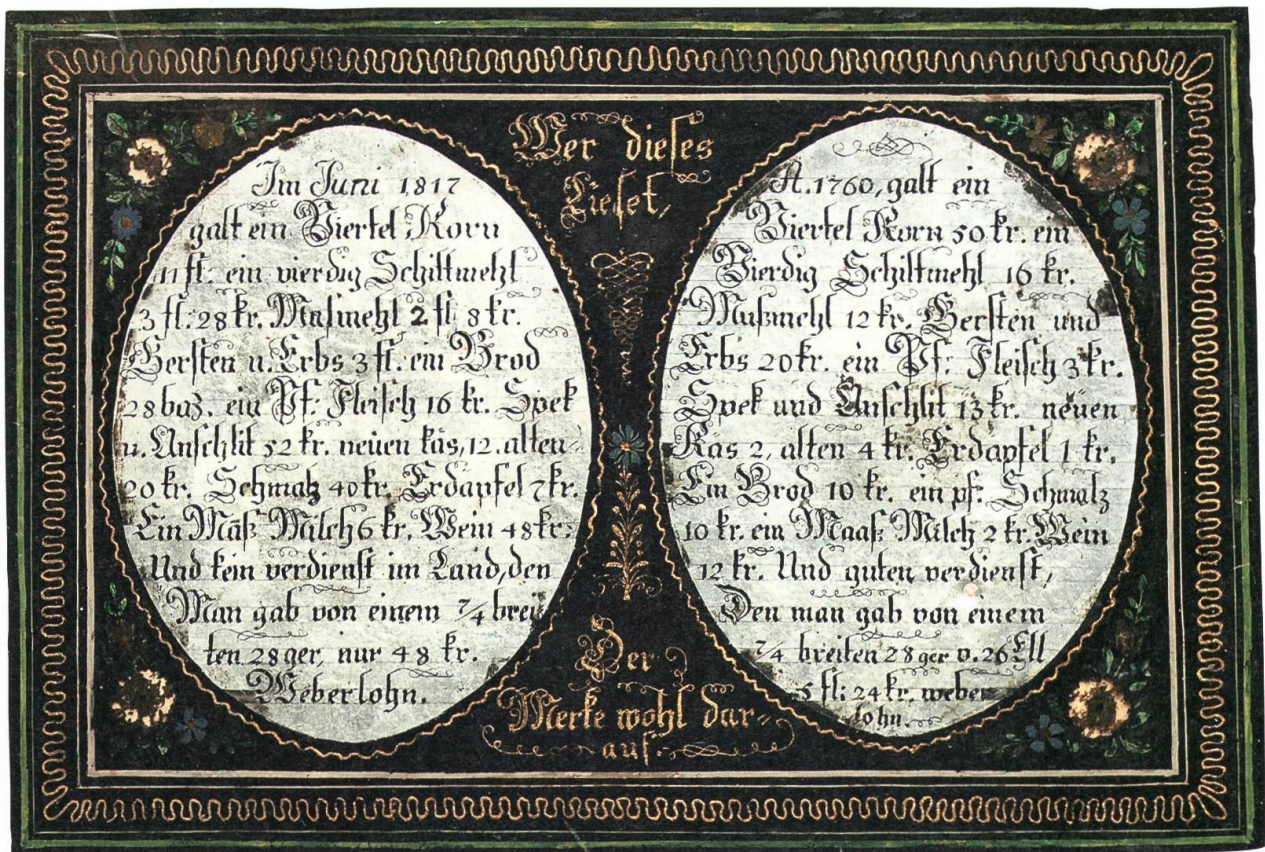 Wer dieses
Lieset,
Im Juni 1817
galt ein Viertel Korn
11 fl: ein vierdig Schiltmehl
3 fl. 28 kr. Musmehl 2 fl 8 kr.
Gersten u. Erbs 3 fl. ein Brod
28 baz. ein Pf: Fleisch 16 kr. Spek
u. Unschlit 52 kr. neüen käs, 12. alten
20 kr. Schmalz 40 kr. Erdapfel 7 kr.
Ein Mäß Milch 6 kr. Wein 48 kr.
Und kein verdienst im Land, den
Man gab von einem 7/4 brei
ten 28 ger, nur 48 kr.
Weberlohn.
A. 1760, galt ein
Viertel Korn 50 kr. ein
Vierdig Schiltmehl 16 kr.
Mußmehl 12 kr. Gersten und
Erbs 20 kr. ein Pf: Fleisch 3 kr.
Spek und Unschlit 13 kr. neüen
Käs 2, alten 4 kr. Erdapfel 1 kr.
Ein Brod 10 kr. ein pf: Schmalz
10 kr. ein Maaß Milch 2 kr. Wein
12 kr. Und guten verdienst,
Den man gab von einem
7/4 breiten 28 ger v. 26 Ell
5 fl: 24 kr. weber
lohn.
Der
Merke wohl dar-
auf.